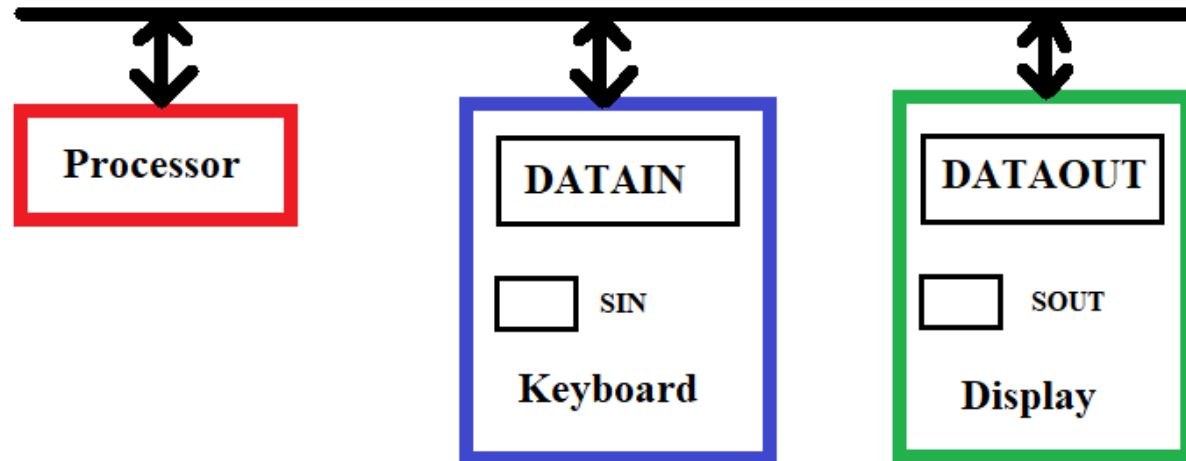 Processor
DATAIN
SIN
Keyboard
DATAOUT
SOUT
Display